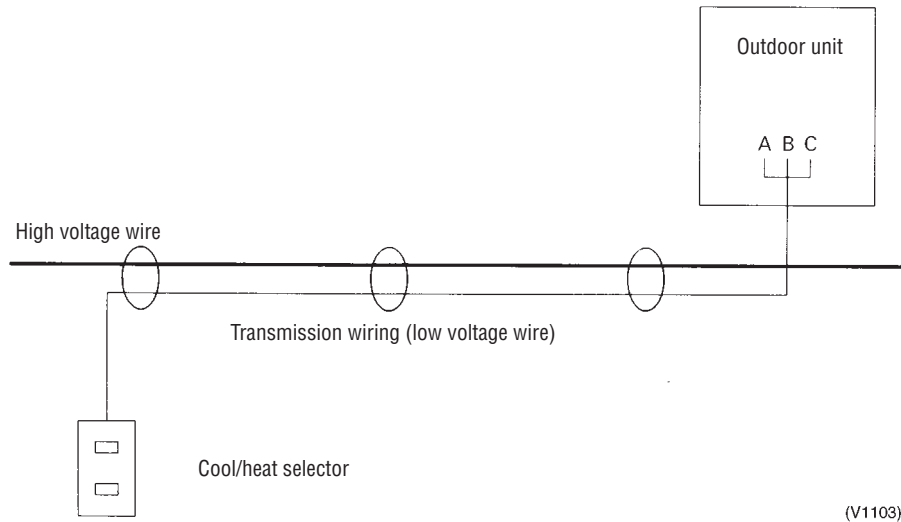 Outdoor unit
A B C
High voltage wire
Transmission wiring (low voltage wire)
Cool/heat selector
(V1103)